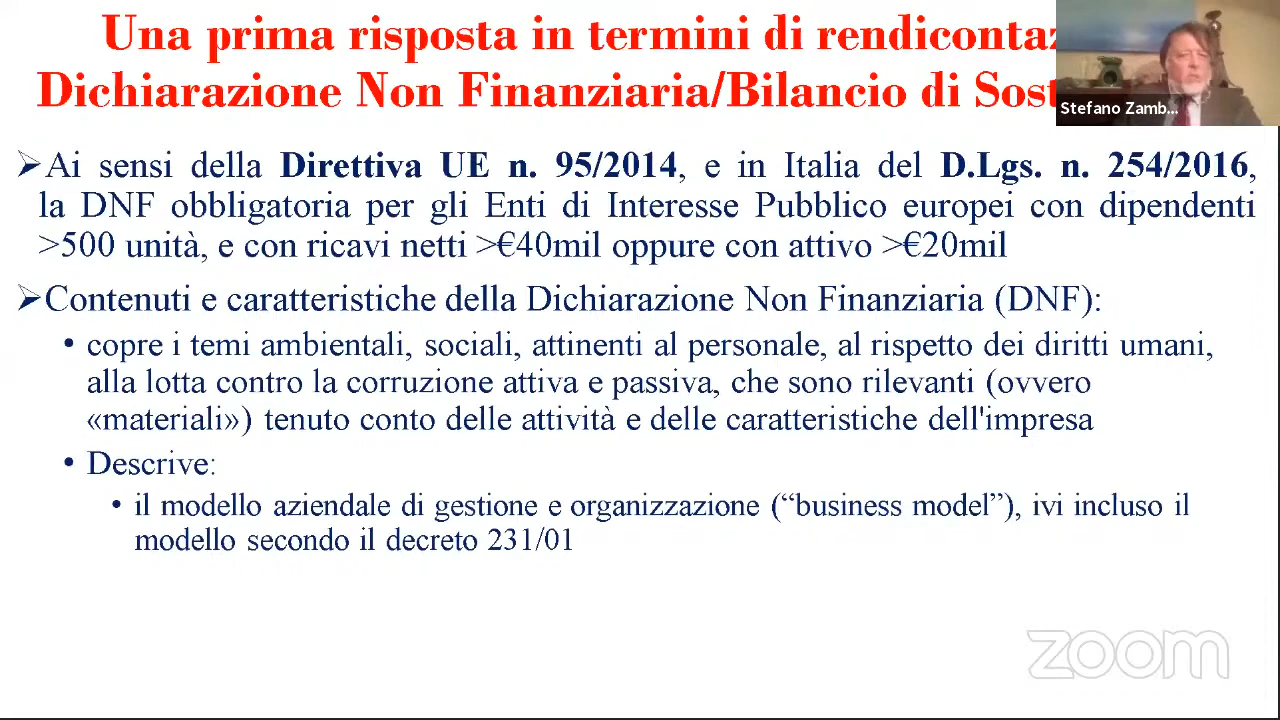 Una prima risposta in termini di
Dichiarazione Non Finanziaria/Bilancio di
Stefano Zamb...
➢Ai sensi della Direttiva UE n. 95/2014, e in Italia del D.Lgs. n. 254/2016,
la DNF obbligatoria per gli Enti di Interesse Pubblico europei con dipendenti
>500 unità, e con ricavi netti >€40mil oppure con attivo >€20mil
➢Contenuti e caratteristiche della Dichiarazione Non Finanziaria (DNF):
• copre i temi ambientali, sociali, attinenti al personale, al rispetto dei diritti umani,
alla lotta contro la corruzione attiva e passiva, che sono rilevanti (ovvero
«materiali») tenuto conto delle attività e delle caratteristiche dell'impresa
• Descrive:
• il modello aziendale di gestione e organizzazione (“business model”), ivi incluso il
modello secondo il decreto 231/01
zoom